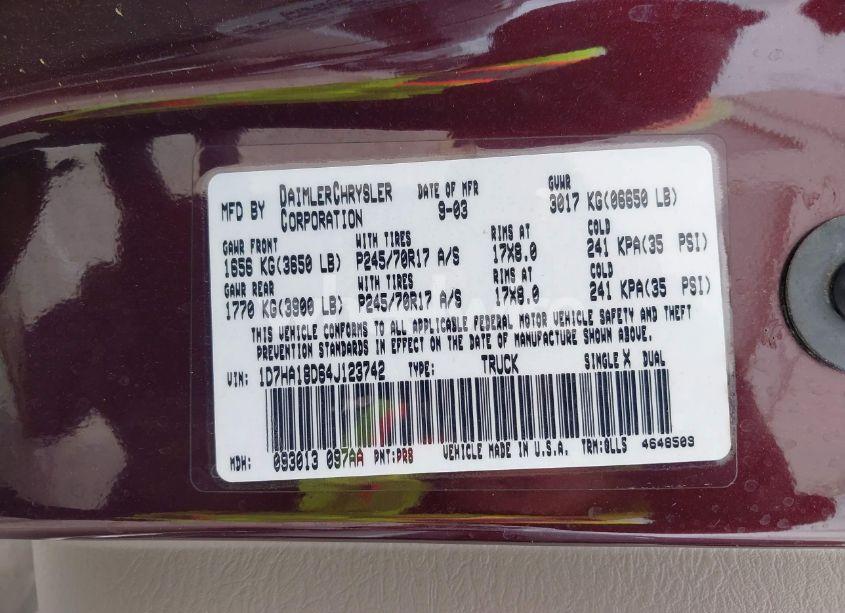 MFD BY DAIMLERCHRYSLER CORPORATION DATE OF MFR 9-03 GVWR 3017 KG(06650 LB)
GAWR FRONT WITH TIRES RIMS AT COLD
1656 KG(3650 LB) P245/70R17 A/S 17X8.0 241 KPA(35 PSI)
GAWR REAR WITH TIRES RIMS AT COLD
1770 KG(3900 LB) P245/70R17 A/S 17X8.0 241 KPA(35 PSI)
THIS VEHICLE CONFORMS TO ALL APPLICABLE FEDERAL MOTOR VEHICLE SAFETY AND THEFT
PREVENTION STANDARDS IN EFFECT ON THE DATE OF MANUFACTURE SHOWN ABOVE.
VIN: 1D7HA18D64J123742 TYPE: TRUCK SINGLE X DUAL
MDH: 093013 097AA PNT:PR8 VEHICLE MADE IN U.S.A. TRM:QLL5 4648509